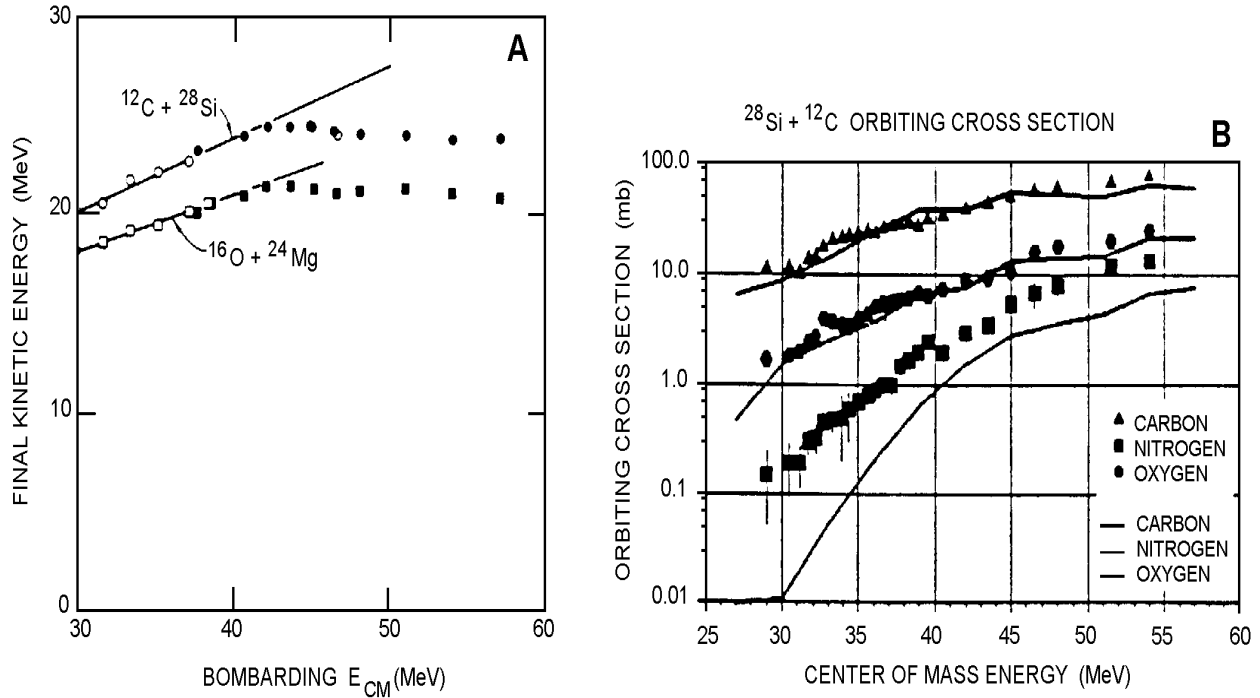 A
30
20
10
0
30
40
50
60
FINAL KINETIC ENERGY (MeV)
BOMBARDING E_CM (MeV)
¹²C + ²⁸Si
¹⁶O + ²⁴Mg
B
²⁸Si + ¹²C ORBITING CROSS SECTION
100.0
10.0
1.0
0.1
0.01
25
30
35
40
45
50
55
60
ORBITING CROSS SECTION (mb)
CENTER OF MASS ENERGY (MeV)
CARBON
NITROGEN
OXYGEN
CARBON
NITROGEN
OXYGEN